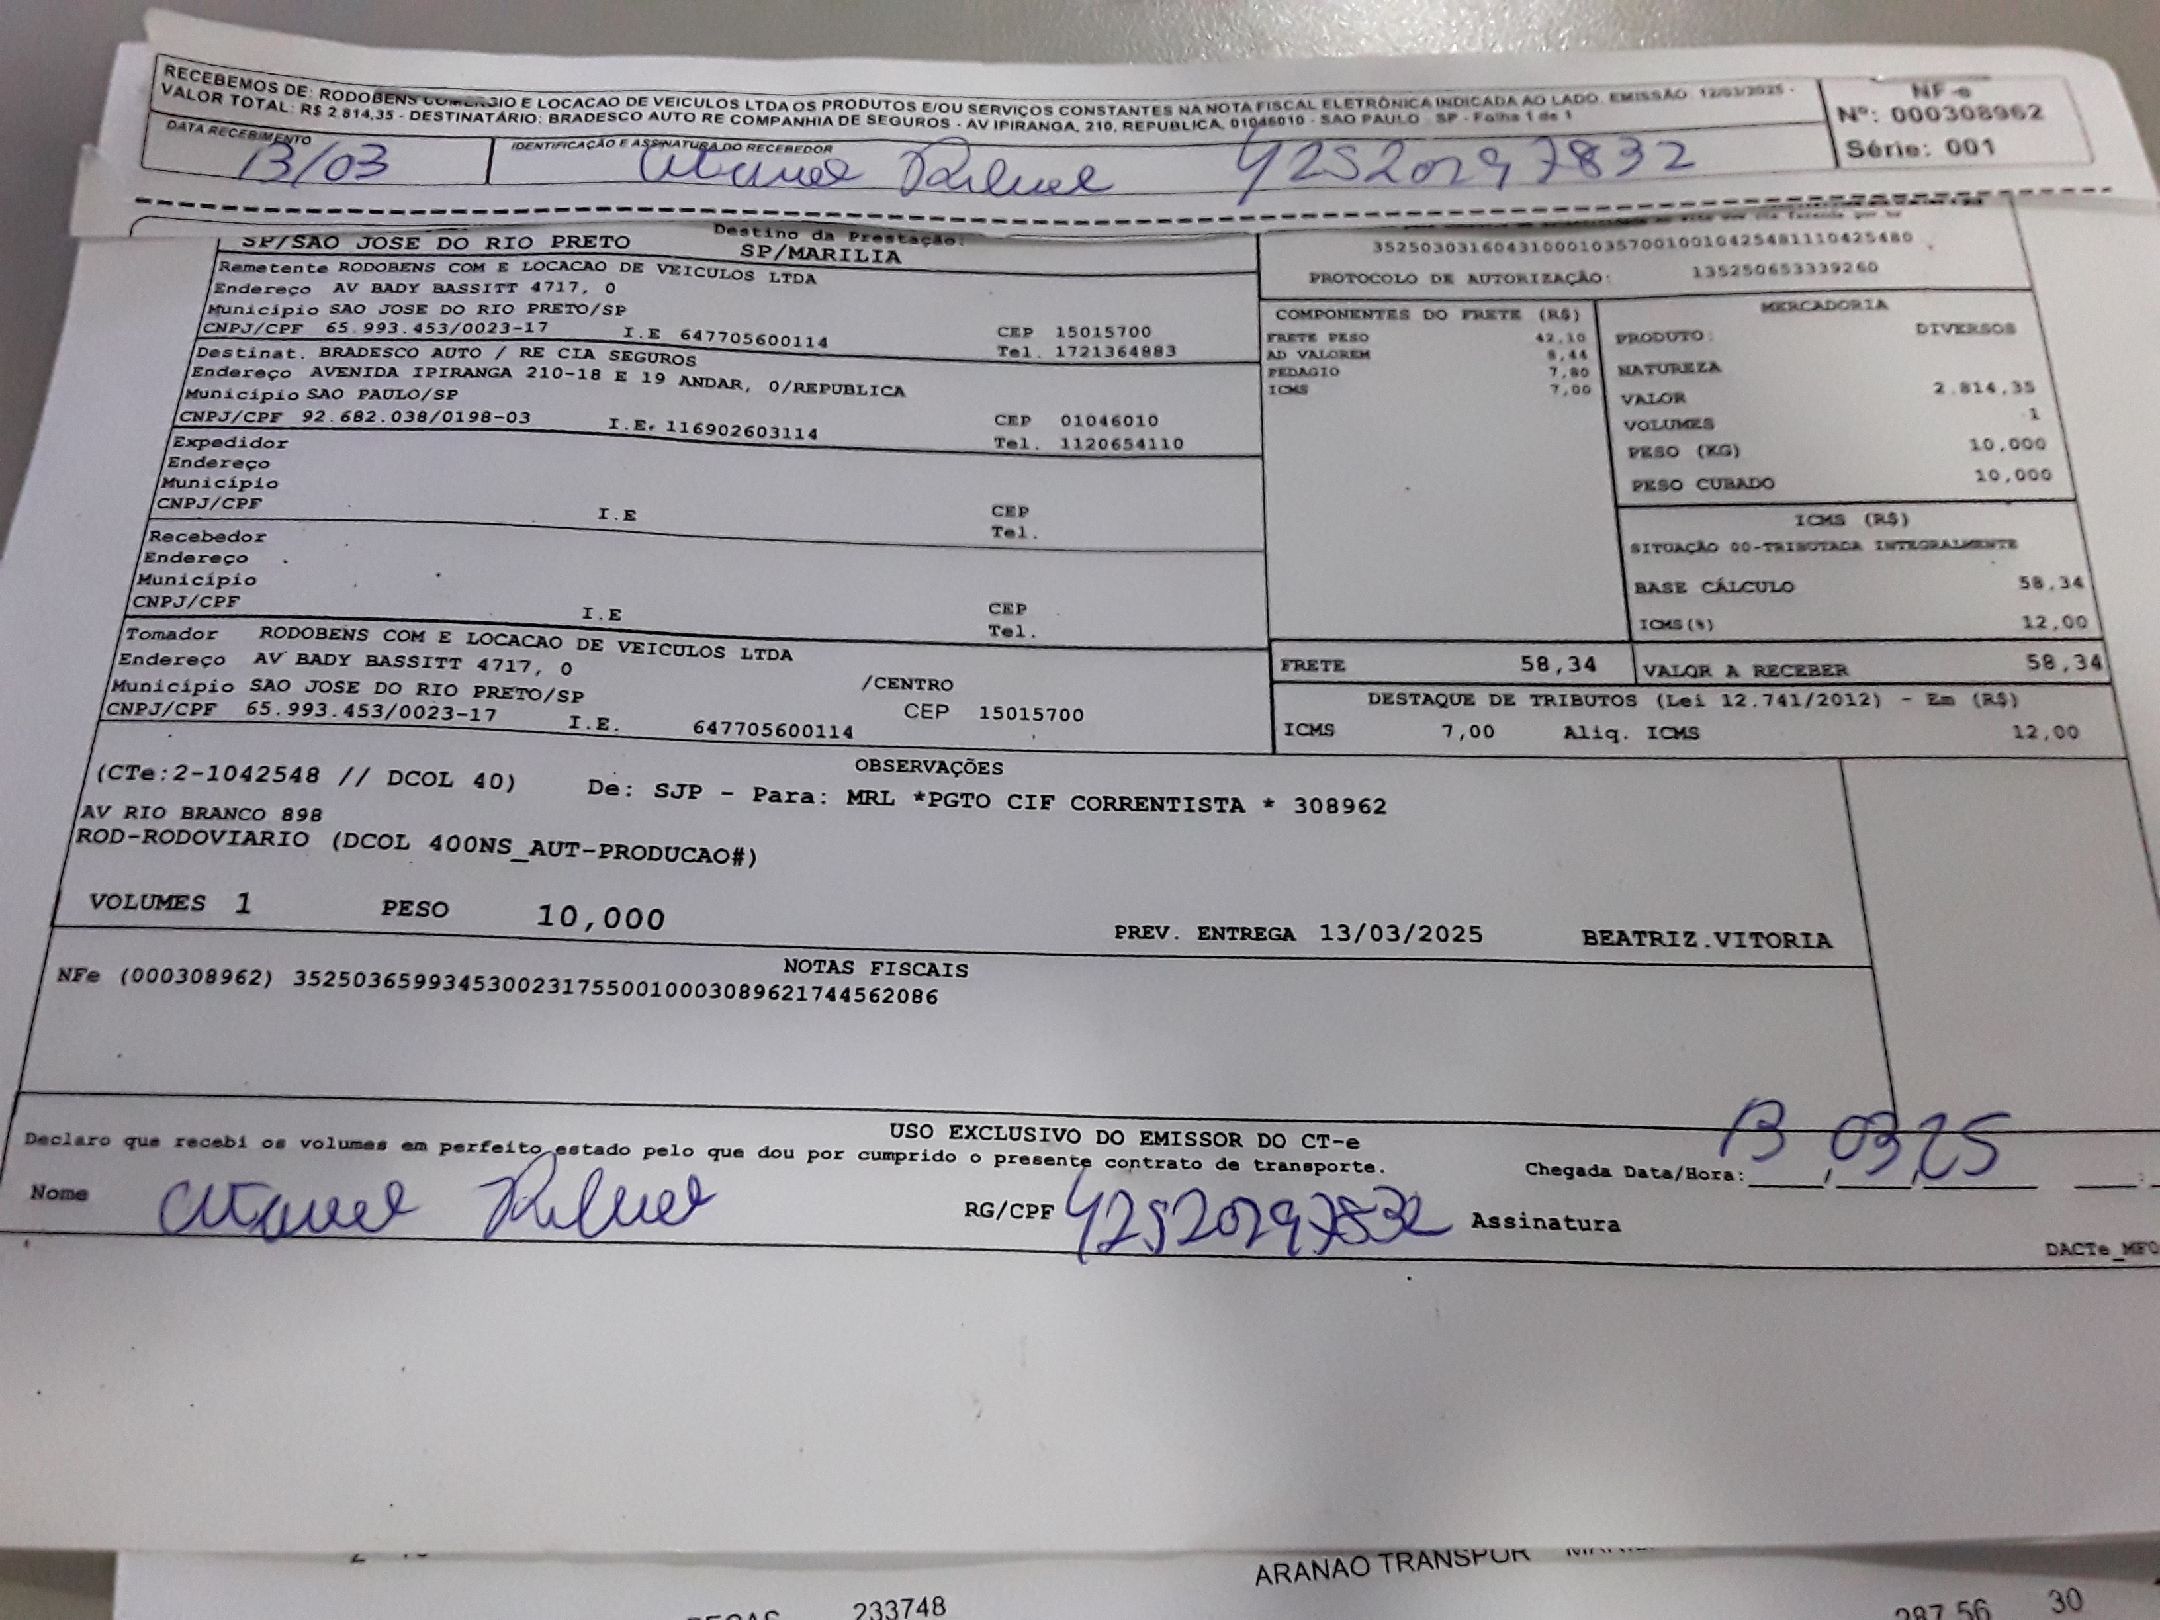 RECEBEMOS DE: RODOBENS COMERCIO E LOCACAO DE VEICULOS LTDA OS PRODUTOS E/OU SERVIÇOS CONSTANTES NA NOTA FISCAL ELETRÔNICA INDICADA AO LADO. EMISSÃO: 12/03/2025 -
VALOR TOTAL: R$ 2.814,35 - DESTINATÁRIO: BRADESCO AUTO RE COMPANHIA DE SEGUROS - AV IPIRANGA, 210, REPUBLICA, 01046010 - SAO PAULO - SP - Folha 1 de 1
NF-e
Nº: 000308962
Série: 001
DATA RECEBIMENTO
13/03
IDENTIFICAÇÃO E ASSINATURA DO RECEBEDOR
42520297832
Destino da Prestação:
SP/SAO JOSE DO RIO PRETO SP/MARILIA
Remetente RODOBENS COM E LOCACAO DE VEICULOS LTDA
Endereço AV BADY BASSITT 4717, 0
Município SAO JOSE DO RIO PRETO/SP
CNPJ/CPF 65.993.453/0023-17 I.E 647705600114 CEP 15015700
Tel. 1721364883
Destinat. BRADESCO AUTO / RE CIA SEGUROS
Endereço AVENIDA IPIRANGA 210-18 E 19 ANDAR, 0/REPUBLICA
Município SAO PAULO/SP
CNPJ/CPF 92.682.038/0198-03 I.E. 116902603114 CEP 01046010
Tel. 1120654110
Expedidor
Endereço
Município
CNPJ/CPF I.E CEP
Tel.
Recebedor
Endereço
Município
CNPJ/CPF I.E CEP
Tel.
Tomador RODOBENS COM E LOCACAO DE VEICULOS LTDA
Endereço AV BADY BASSITT 4717, 0
Município SAO JOSE DO RIO PRETO/SP /CENTRO
CNPJ/CPF 65.993.453/0023-17 I.E. 647705600114 CEP 15015700
35250303160431000103570010010425481110425480
PROTOCOLO DE AUTORIZAÇÃO: 135250653339260
COMPONENTES DO FRETE (R$)
FRETE PESO 42,10
AD VALOREM 8,44
PEDAGIO 7,80
ICMS 7,00
MERCADORIA
PRODUTO: DIVERSOS
NATUREZA
VALOR 2.814,35
VOLUMES 1
PESO (KG) 10,000
PESO CUBADO 10,000
ICMS (R$)
SITUAÇÃO 00-TRIBUTADA INTEGRALMENTE
BASE CÁLCULO 58,34
ICMS(%) 12,00
FRETE 58,34 VALOR A RECEBER 58,34
DESTAQUE DE TRIBUTOS (Lei 12.741/2012) - Em (R$)
ICMS 7,00 Aliq. ICMS 12,00
OBSERVAÇÕES
(CTe:2-1042548 // DCOL 40) De: SJP - Para: MRL *PGTO CIF CORRENTISTA * 308962
AV RIO BRANCO 898
ROD-RODOVIARIO (DCOL 400NS_AUT-PRODUCAO#)
VOLUMES 1 PESO 10,000 PREV. ENTREGA 13/03/2025 BEATRIZ.VITORIA
NOTAS FISCAIS
NFe (000308962) 35250365993453002317550010003089621744562086
USO EXCLUSIVO DO EMISSOR DO CT-e
Declaro que recebi os volumes em perfeito estado pelo que dou por cumprido o presente contrato de transporte.
Chegada Data/Hora: 13/03/25
Nome
RG/CPF 42520297832 Assinatura
DACTe_MF
ARANAO TRANSPOR
233748
287,56 30